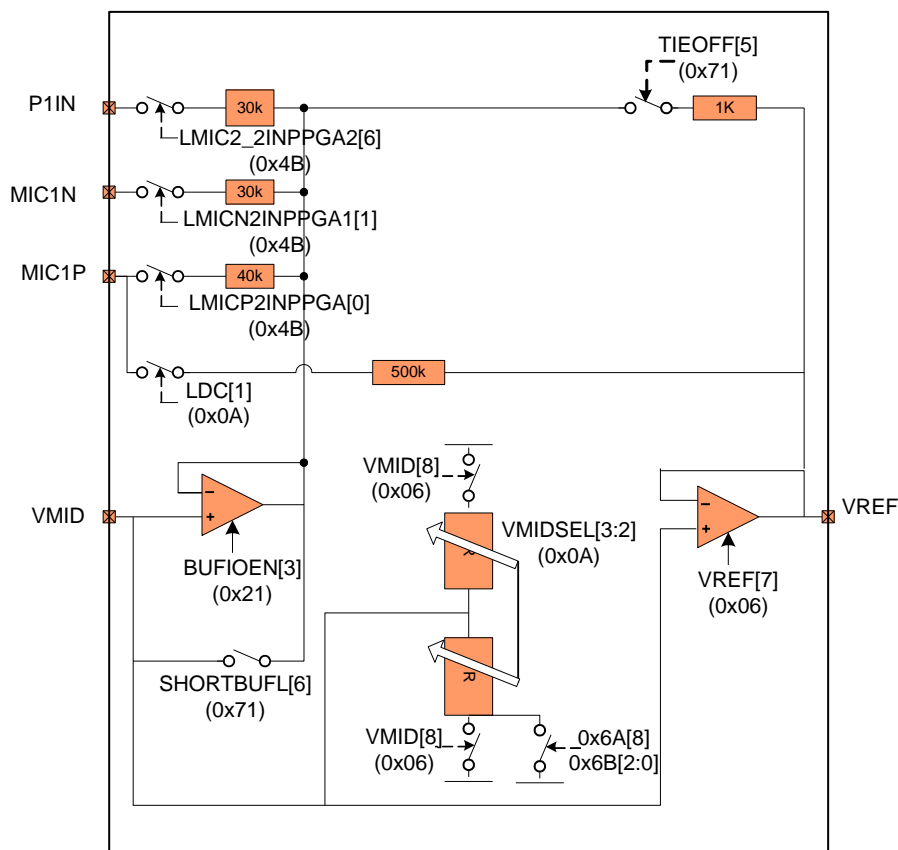 TIEOFF[5]
(0x71)
P1IN
30k
1K
LMIC2_2INPPGA2[6]
(0x4B)
MIC1N
30k
LMICN2INPPGA1[1]
(0x4B)
MIC1P
40k
LMICP2INPPGA[0]
(0x4B)
500k
LDC[1]
(0x0A)
VMID[8]
(0x06)
VMID
BUFIOEN[3]
(0x21)
R
VMIDSEL[3:2]
(0x0A)
VREF
VREF[7]
(0x06)
SHORTBUFL[6]
(0x71)
R
VMID[8]
(0x06)
0x6A[8]
0x6B[2:0]